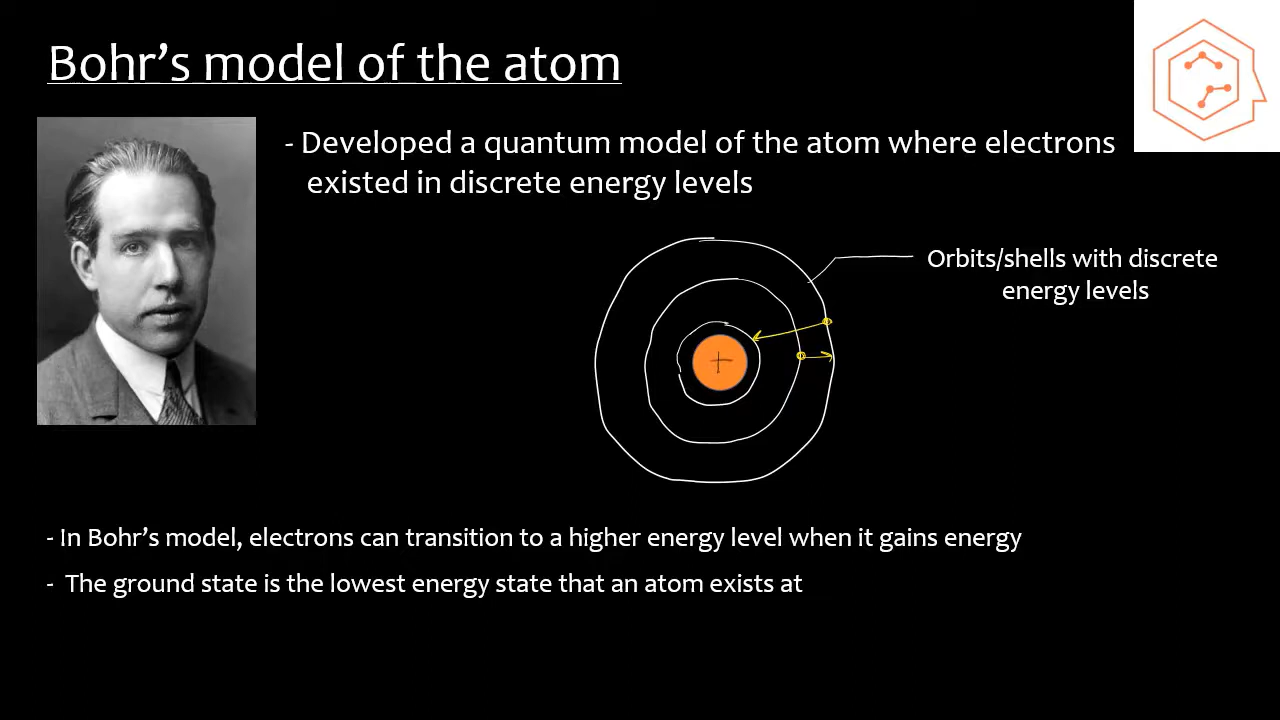 Bohr’s model of the atom
- Developed a quantum model of the atom where electrons
existed in discrete energy levels
Orbits/shells with discrete
energy levels
+
- In Bohr’s model, electrons can transition to a higher energy level when it gains energy
- The ground state is the lowest energy state that an atom exists at